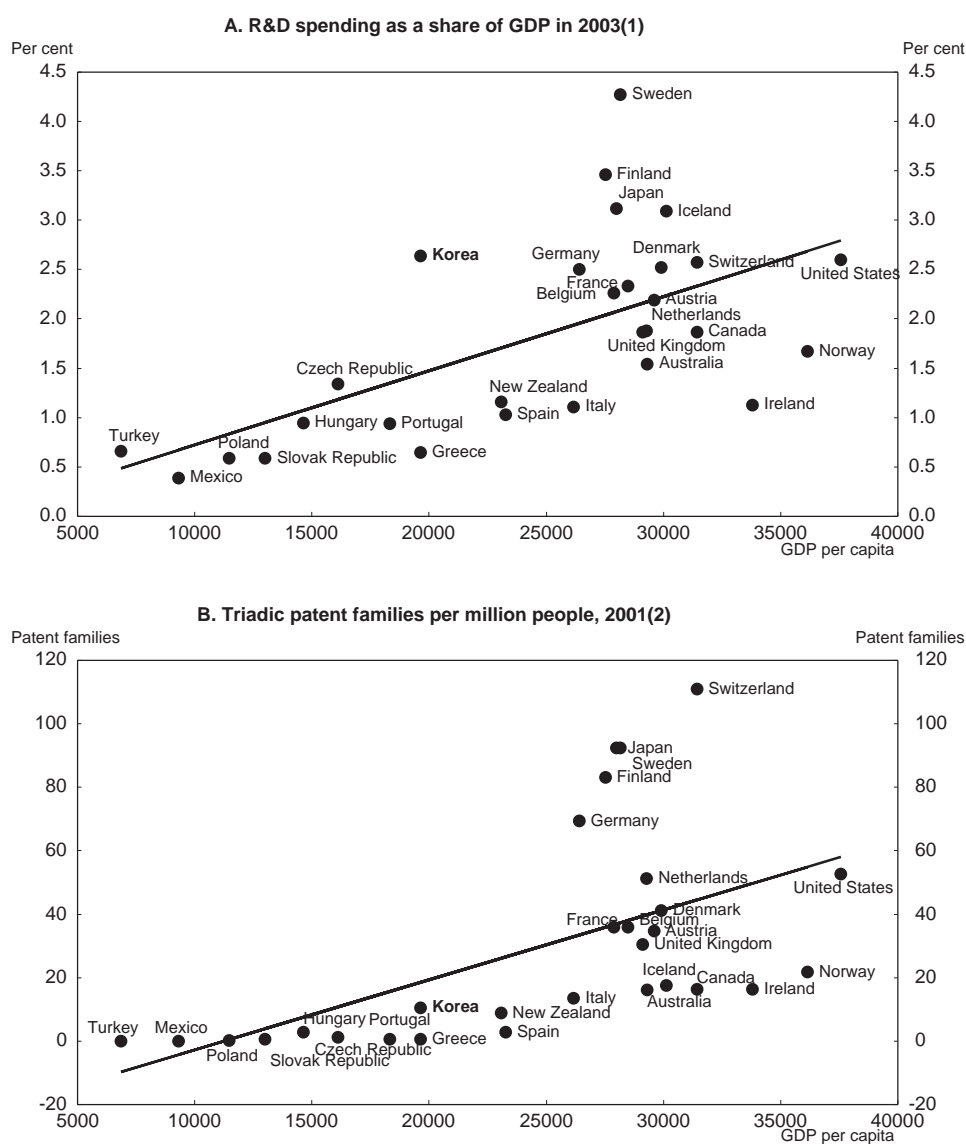 A. R&D spending as a share of GDP in 2003(1)
Per cent Per cent
4.5 4.5
Sweden
4.0 4.0
3.5 3.5
Finland
Japan
Iceland
3.0 3.0
Korea
Germany
Denmark
Switzerland
United States
2.5 2.5
France
Belgium
Austria
Netherlands
2.0 2.0
United Kingdom
Canada
Norway
Australia
1.5 1.5
Czech Republic
New Zealand
Spain
Italy
Ireland
1.0 1.0
Hungary
Portugal
Turkey
Poland
Slovak Republic
Greece
0.5 0.5
Mexico
0.0 0.0
5000 10000 15000 20000 25000 30000 35000 40000
GDP per capita
B. Triadic patent families per million people, 2001(2)
Patent families Patent families
120 120
Switzerland
100 100
Japan
Sweden
Finland
80 80
Germany
60 60
Netherlands
United States
40 40
France
Belgium
Denmark
Austria
United Kingdom
20 20
Iceland
Canada
Norway
Ireland
Australia
Italy
Korea
New Zealand
Spain
Turkey
Mexico
Hungary
Portugal
0 0
Poland
Slovak Republic
Czech Republic
Greece
-20 -20
5000 10000 15000 20000 25000 30000 35000 40000
GDP per capita